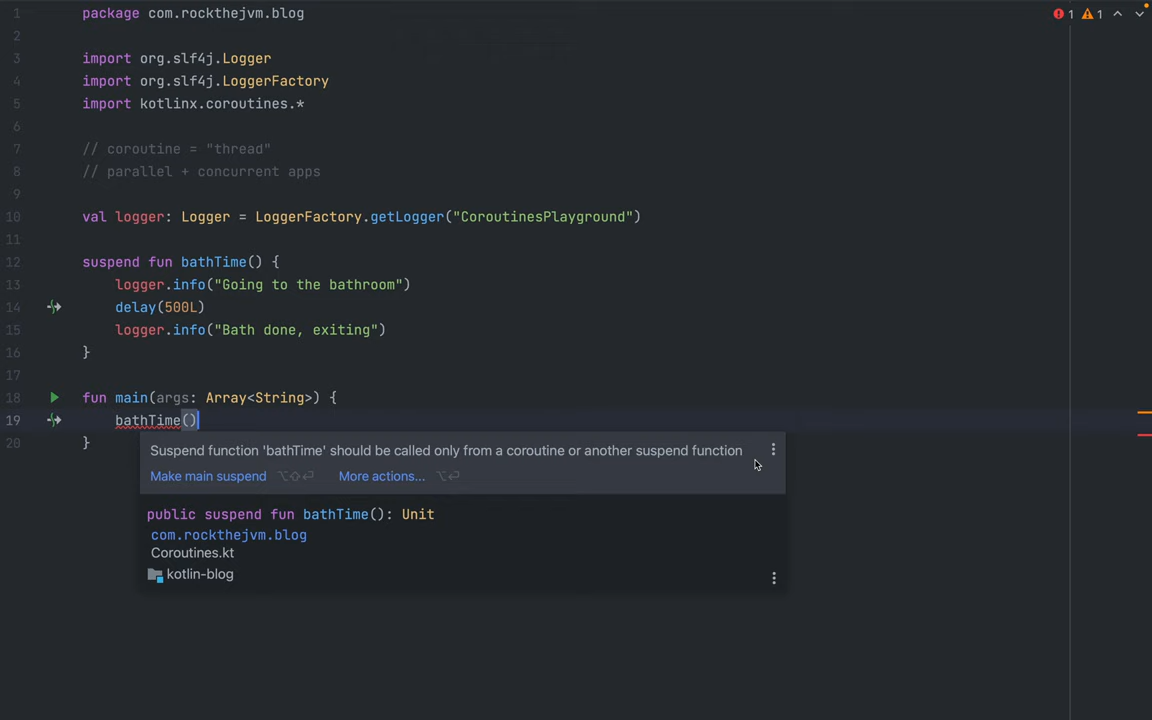 1 package com.rockthejvm.blog
1 1
2
3 import org.slf4j.Logger
4 import org.slf4j.LoggerFactory
5 import kotlinx.coroutines.*
6
7 // coroutine = "thread"
8 // parallel + concurrent apps
9
10 val logger: Logger = LoggerFactory.getLogger("CoroutinesPlayground")
11
12 suspend fun bathTime() {
13 logger.info("Going to the bathroom")
14 delay(500L)
15 logger.info("Bath done, exiting")
16 }
17
18 fun main(args: Array<String>) {
19 bathTime()
20 }
Suspend function 'bathTime' should be called only from a coroutine or another suspend function
Make main suspend ⌥⇧⏎ More actions... ⌥⏎
public suspend fun bathTime(): Unit
com.rockthejvm.blog
Coroutines.kt
kotlin-blog